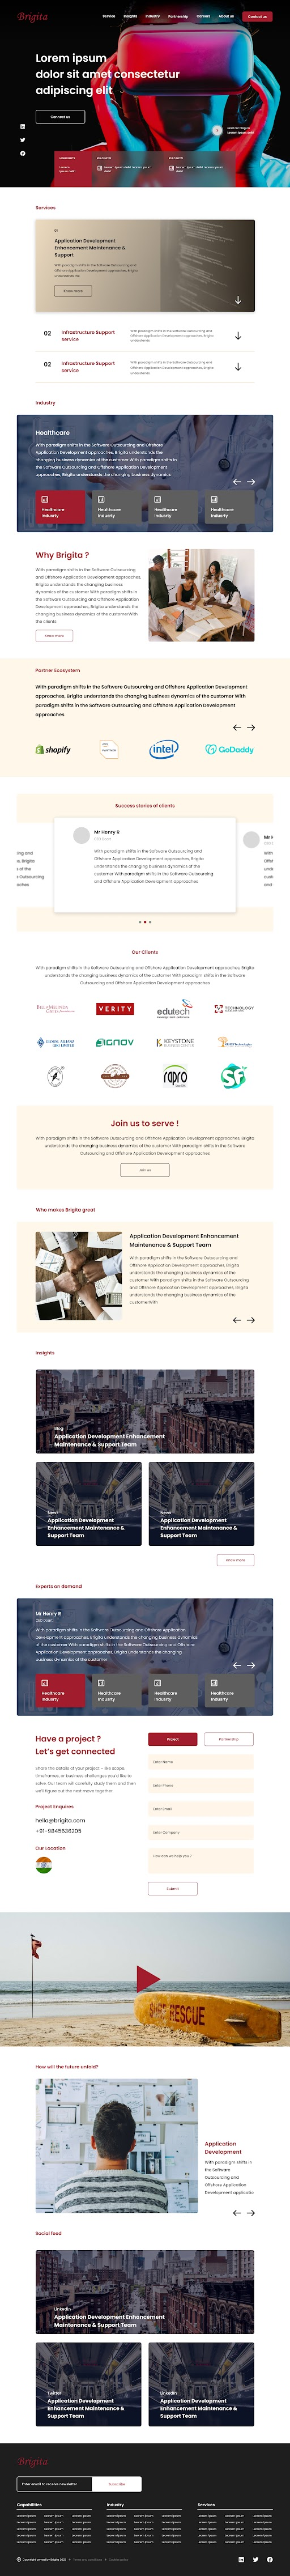 Brigita
Service Insights Industry Partnership Careers About us Contact us
Lorem ipsum
dolor sit amet consectetur
adipiscing elit
Connect us
Services
Application Development
Enhancement Maintenance &
Support
With paradigm shifts in the Software Outsourcing and
Offshore Application Development approaches, Brigita
understands the
Know more
02
Infrastructure Support
service
With paradigm shifts in the Software Outsourcing and
Offshore Application Development approaches, Brigita
understands
02
Infrastructure Support
service
With paradigm shifts in the Software Outsourcing and
Offshore Application Development approaches, Brigita
understands
Industry
Healthcare
With paradigm shifts in the Software Outsourcing and Offshore
Application Development approaches, Brigita understands the
changing business dynamics of the customer With paradigm shifts in
the Software Outsourcing and Offshore Application Development
approaches, Brigita understands the changing business dynamics
Healthcare
Industry
Healthcare
Industry
Healthcare
Industry
Healthcare
Industry
Why Brigita ?
With paradigm shifts in the Software Outsourcing
and Offshore Application Development approaches,
Brigita understands the changing business
dynamics of the customer With paradigm shifts in
the Software Outsourcing and Offshore Application
Development approaches, Brigita understands the
changing business dynamics of the customerWith
the clients
Know more
Partner Ecosystem
With paradigm shifts in the Software Outsourcing and Offshore Application Development
approaches, Brigita understands the changing business dynamics of the customer With
paradigm shifts in the Software Outsourcing and Offshore Application Development
approaches
shopify
intel
GoDaddy
Success stories of clients
Mr Henry R
CEO, Grant
With paradigm shifts in the Software Outsourcing and
Offshore Application Development approaches, Brigita
understands the changing business dynamics of the
customer With paradigm shifts in the Software Outsourcing
and Offshore Application Development approaches
Our Clients
With paradigm shifts in the Software Outsourcing and Offshore Application Development approaches, Brigita
understands the changing business dynamics of the customer With paradigm shifts in the Software
Outsourcing and Offshore Application Development approaches
VERITY
edutech
TECHNOLOGY
AGNOV
KEYSTONE
rapro
SF
Join us to serve !
With paradigm shifts in the Software Outsourcing and Offshore Application Development approaches, Brigita
understands the changing business dynamics of the customer With paradigm shifts in the Software
Outsourcing and Offshore Application Development approaches
Join us
Who makes Brigita great
Application Development Enhancement
Maintenance & Support Team
With paradigm shifts in the Software Outsourcing and
Offshore Application Development approaches, Brigita
understands the changing business dynamics of the
customer With paradigm shifts in the Software Outsourcing
and Offshore Application Development approaches, Brigita
understands the changing business dynamics of the
customerWith
Insights
Blog
Application Development Enhancement
Maintenance & Support Team
News
Application Development
Enhancement Maintenance &
Support Team
News
Application Development
Enhancement Maintenance &
Support Team
Know more
Experts on demand
Mr Henry R
CEO, Grant
With paradigm shifts in the Software Outsourcing and Offshore Application
Development approaches, Brigita understands the changing business dynamics
of the customer With paradigm shifts in the Software Outsourcing and Offshore
Application Development approaches, Brigita understands the changing
business dynamics of the customer
Healthcare
Industry
Healthcare
Industry
Healthcare
Industry
Healthcare
Industry
Have a project ?
Let's get connected
Share the details of your project – like scope,
timeframes, or business challenges you'd like to
solve. Our team will carefully study them and then
we'll figure out the next move together.
Project Enquires
hello@brigita.com
+91-9845636205
Our Location
Project
Partnership
Enter Name
Enter Phone
Enter Email
Enter Company
How can we help you ?
Submit
RESCUE
How will the future unfold?
Application
Development
With paradigm shifts in
the Software
Outsourcing and
Offshore Application
Development applicatio
Social feed
Linkedin
Application Development Enhancement
Maintenance & Support Team
Twitter
Application Development
Enhancement Maintenance &
Support Team
Linkedin
Application Development
Enhancement Maintenance &
Support Team
Brigita
Enter email to receive newsletter
Subscribe
Capabilities
Industry
Services